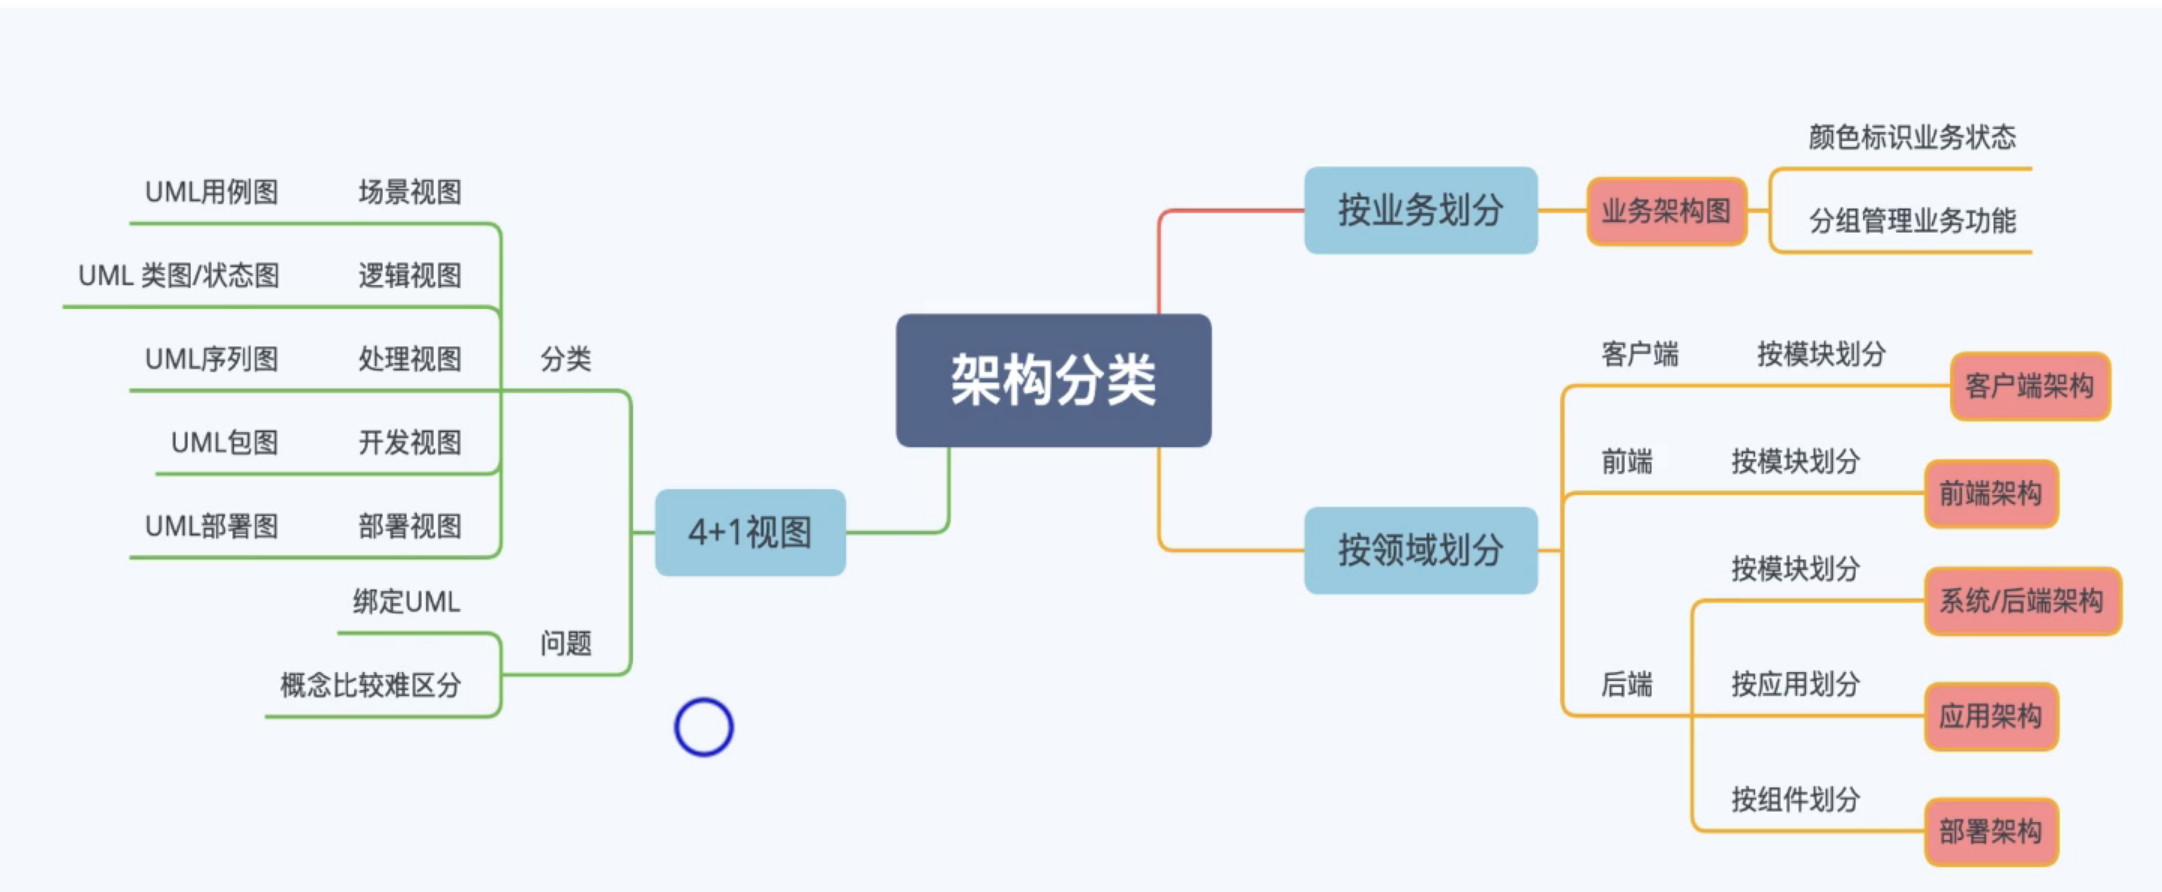 架构分类
按业务划分
业务架构图
颜色标识业务状态
分组管理业务功能
按领域划分
客户端 按模块划分 客户端架构
前端 按模块划分 前端架构
后端
按模块划分 系统/后端架构
按应用划分 应用架构
按组件划分 部署架构
4+1视图
分类
UML用例图 场景视图
UML 类图/状态图 逻辑视图
UML序列图 处理视图
UML包图 开发视图
UML部署图 部署视图
问题
绑定UML
概念比较难区分